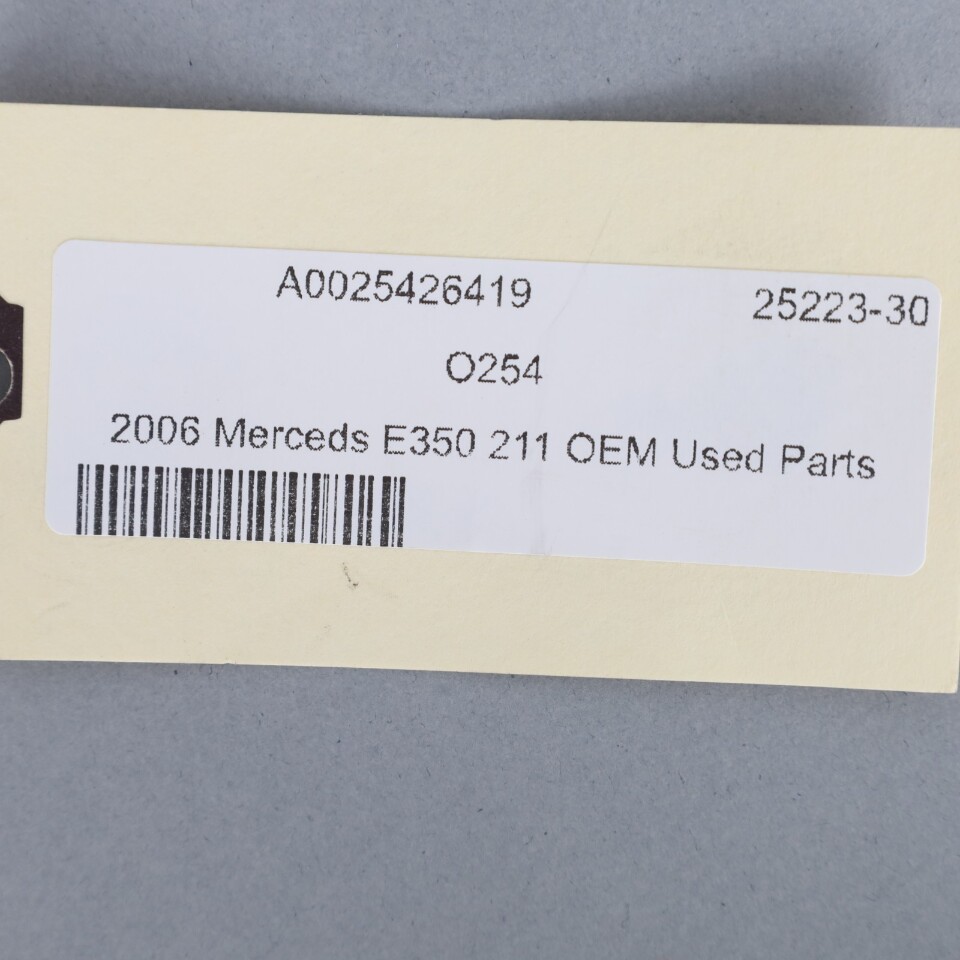 A0025426419 25223-30
O254
2006 Merceds E350 211 OEM Used Parts